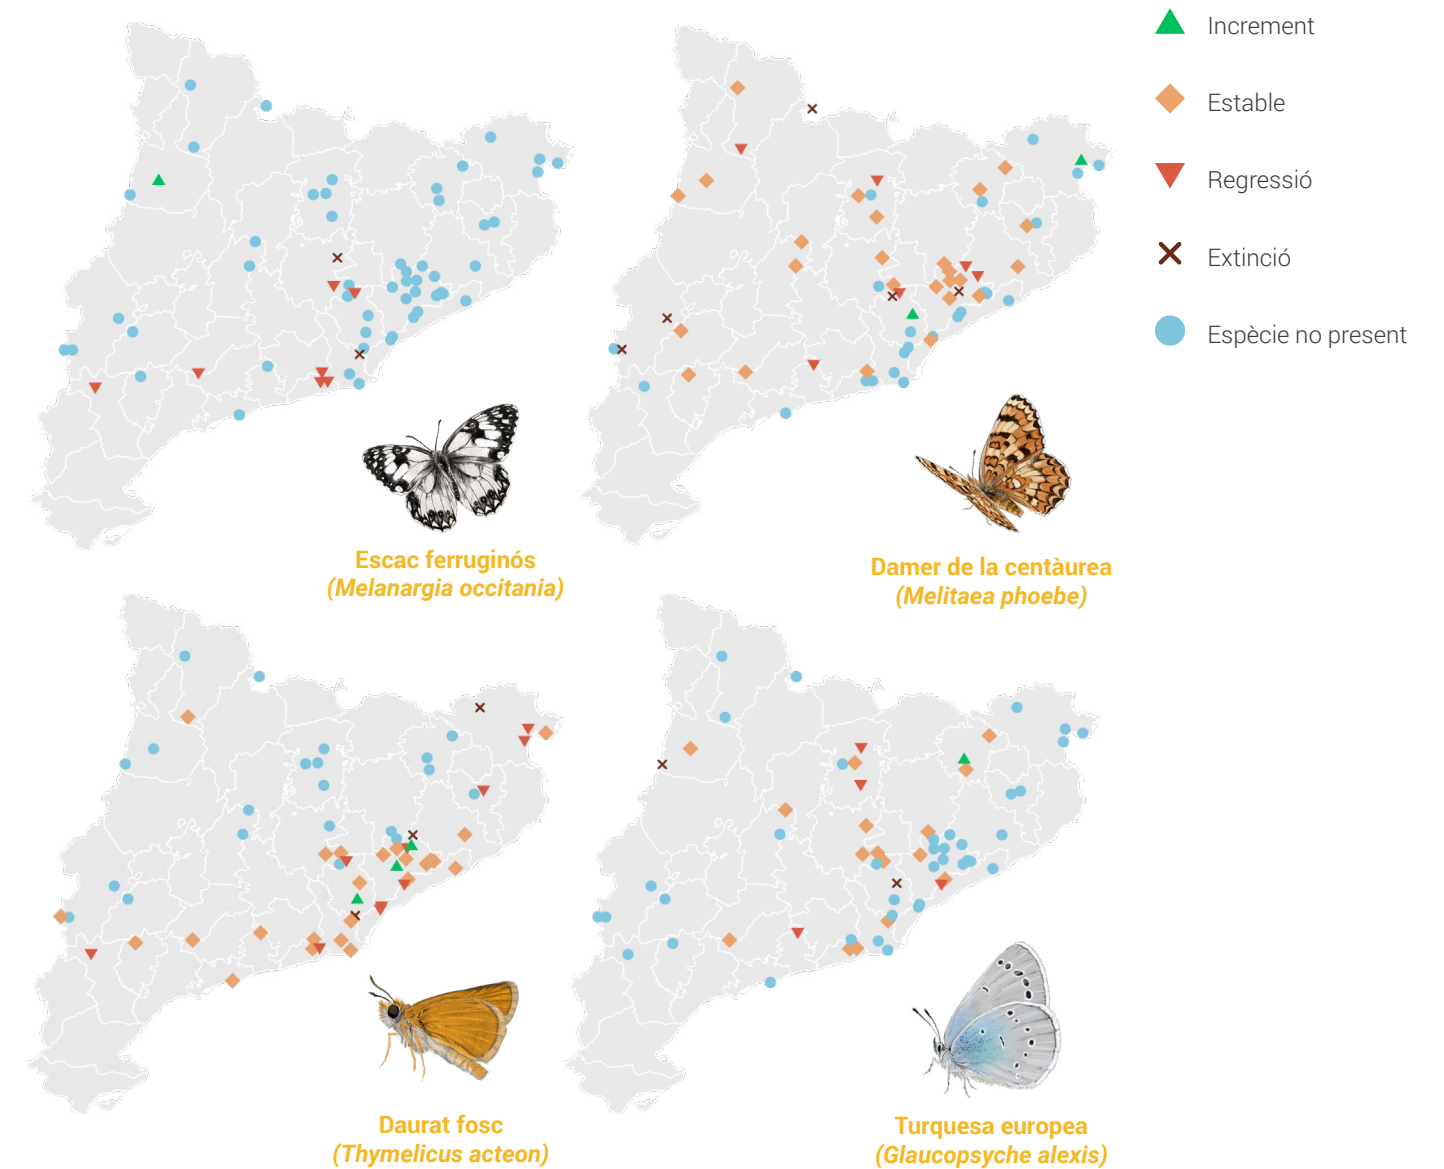 Increment
Estable
Regressió
Extinció
Espècie no present
Escac ferruginós
(Melanargia occitania)
Damer de la centàurea
(Melitaea phoebe)
Daurat fosc
(Thymelicus acteon)
Turquesa europea
(Glaucopsyche alexis)